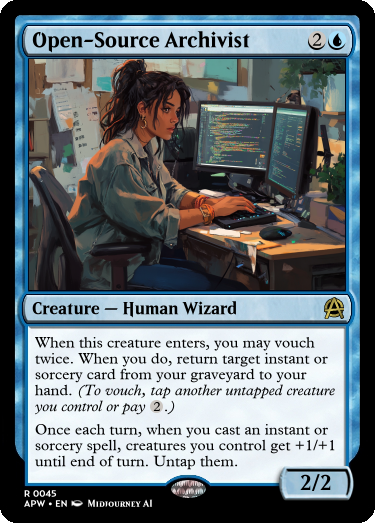 Open-Source Archivist 2
Creature — Human Wizard
When this creature enters, you may vouch
twice. When you do, return target instant or
sorcery card from your graveyard to your
hand. (To vouch, tap another untapped creature
you control or pay 2.)
Once each turn, when you cast an instant or
sorcery spell, creatures you control get +1/+1
until end of turn. Untap them.
2/2
R 0045
APW • EN Midjourney AI